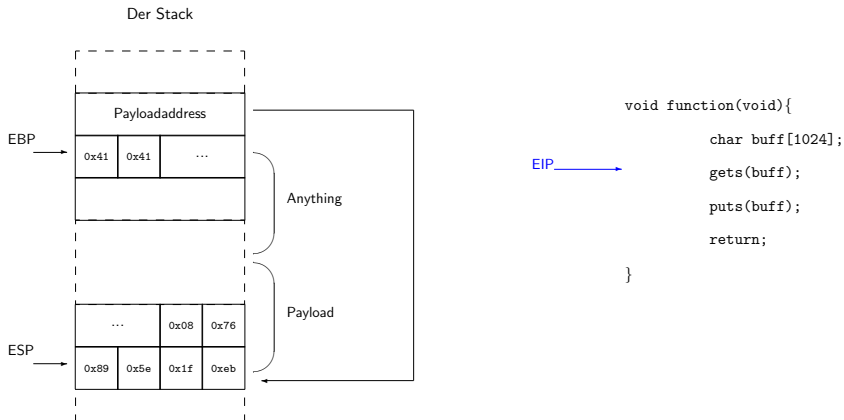 Der Stack
Payloadaddress
EBP
0x41 0x41 ...
Anything
Payload
... 0x08 0x76
ESP
0x89 0x5e 0x1f 0xeb
void function(void){
char buff[1024];
EIP
gets(buff);
puts(buff);
return;
}